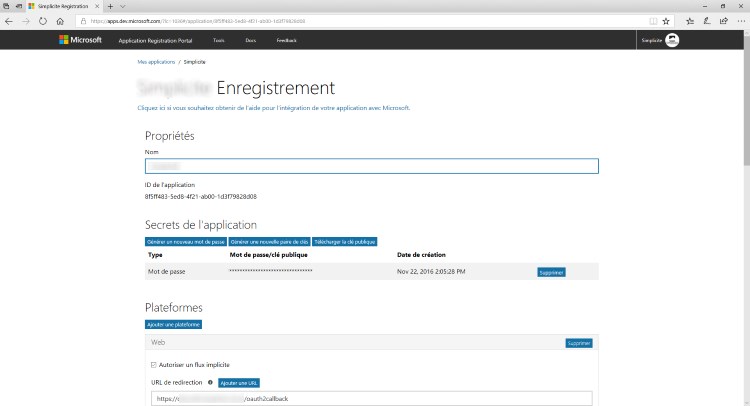 Simplicite Registration
https://apps.dev.microsoft.com/?lc=1036#/application/8f5ff483-5ed8-4f21-ab00-1d3f79828d08
Microsoft Application Registration Portal Tools Docs Feedback Simplicite
Mes applications / Simplicite
Enregistrement
Cliquez ici si vous souhaitez obtenir de l'aide pour l'intégration de votre application avec Microsoft.
Propriétés
Nom
ID de l'application
8f5ff483-5ed8-4f21-ab00-1d3f79828d08
Secrets de l'application
Générer un nouveau mot de passe Générer une nouvelle paire de clés Télécharger la clé publique
Type Mot de passe/clé publique Date de création
Mot de passe ******************************** Nov 22, 2016 2:05:28 PM Supprimer
Plateformes
Ajouter une plateforme
Web Supprimer
Autoriser un flux implicite
URL de redirection Ajouter une URL
https:// /oauth2callback